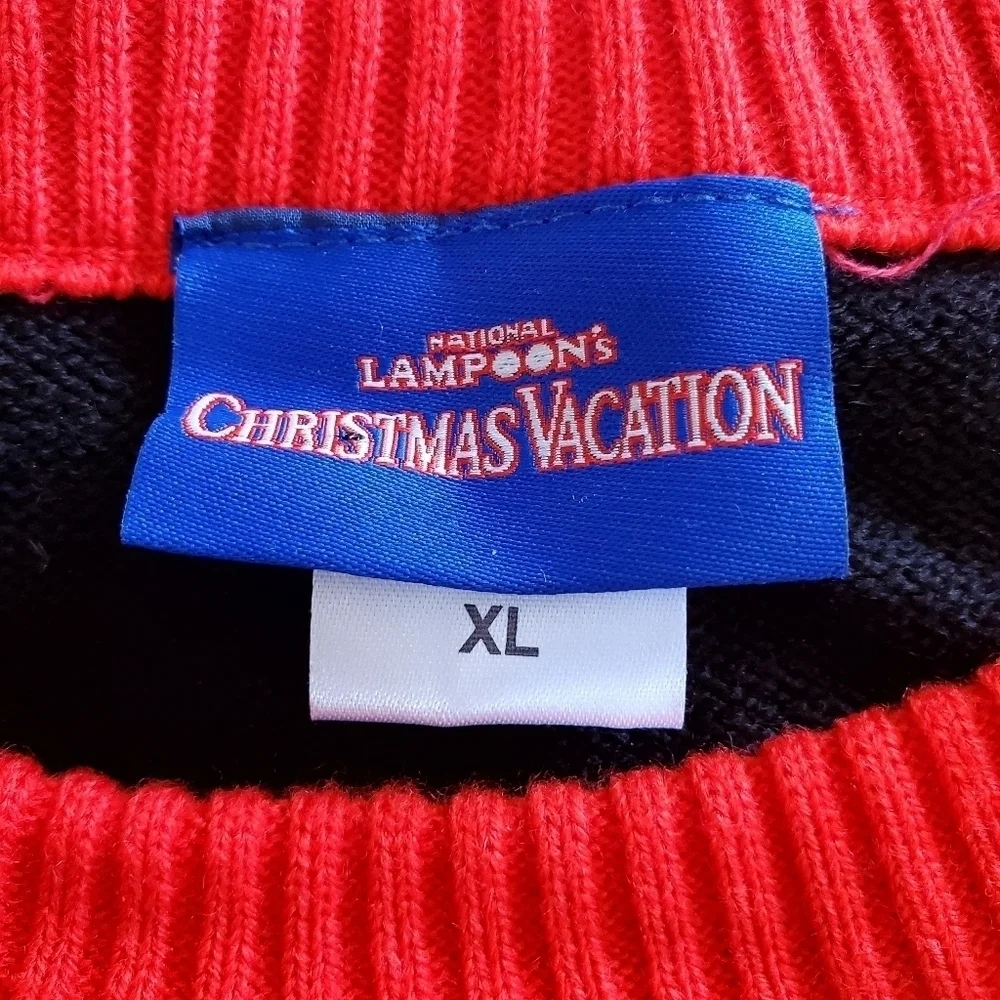 NATIONAL
LAMPOON's
CHRISTMAS VACATION
XL